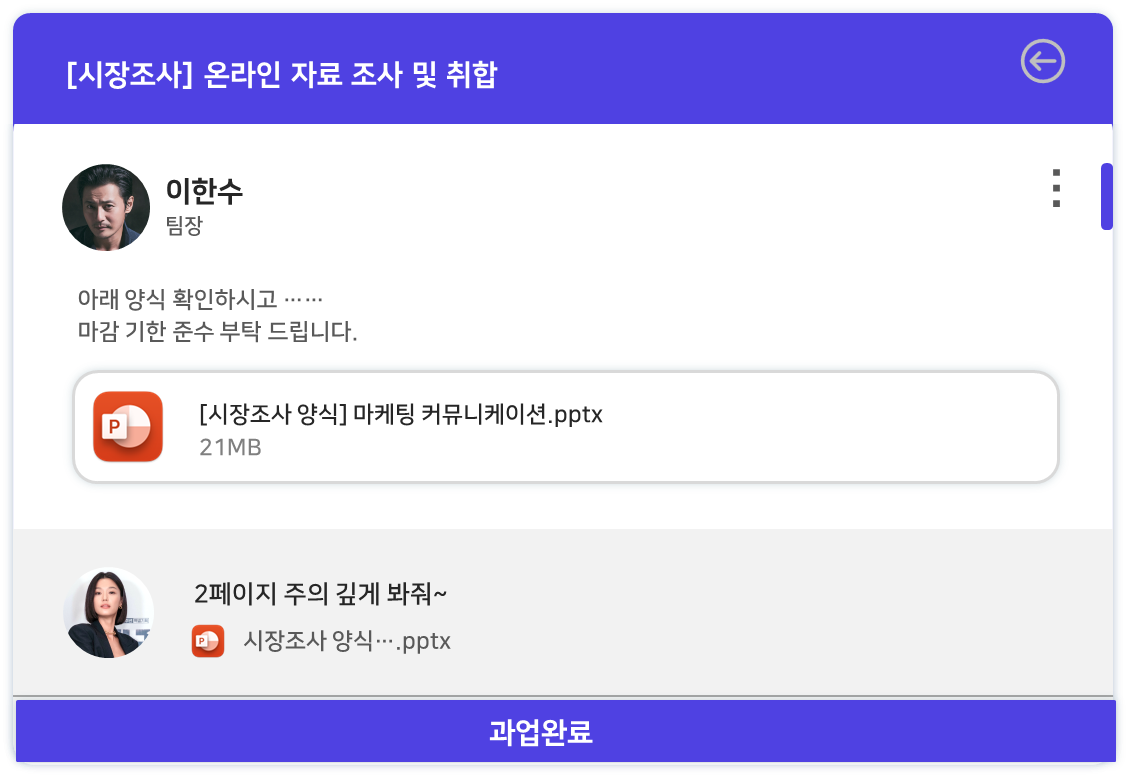 [시장조사] 온라인 자료 조사 및 취합
이한수
팀장
아래 양식 확인하시고 ……
마감 기한 준수 부탁 드립니다.
P
[시장조사 양식] 마케팅 커뮤니케이션.pptx
21MB
2페이지 주의 깊게 봐줘~
P
시장조사 양식….pptx
과업완료